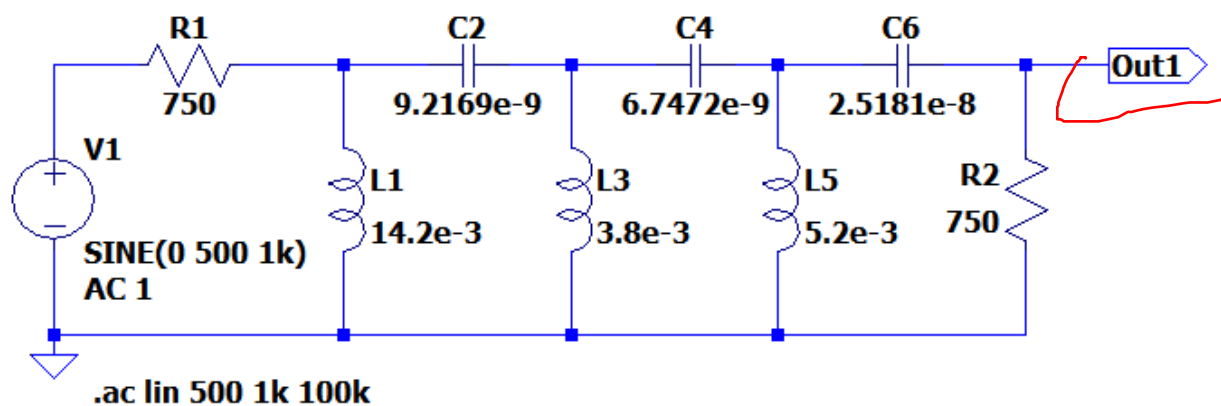 R1
750
C2
9.2169e-9
C4
6.7472e-9
C6
2.5181e-8
Out1
V1
SINE(0 500 1k)
AC 1
L1
14.2e-3
L3
3.8e-3
L5
5.2e-3
R2
750
.ac lin 500 1k 100k